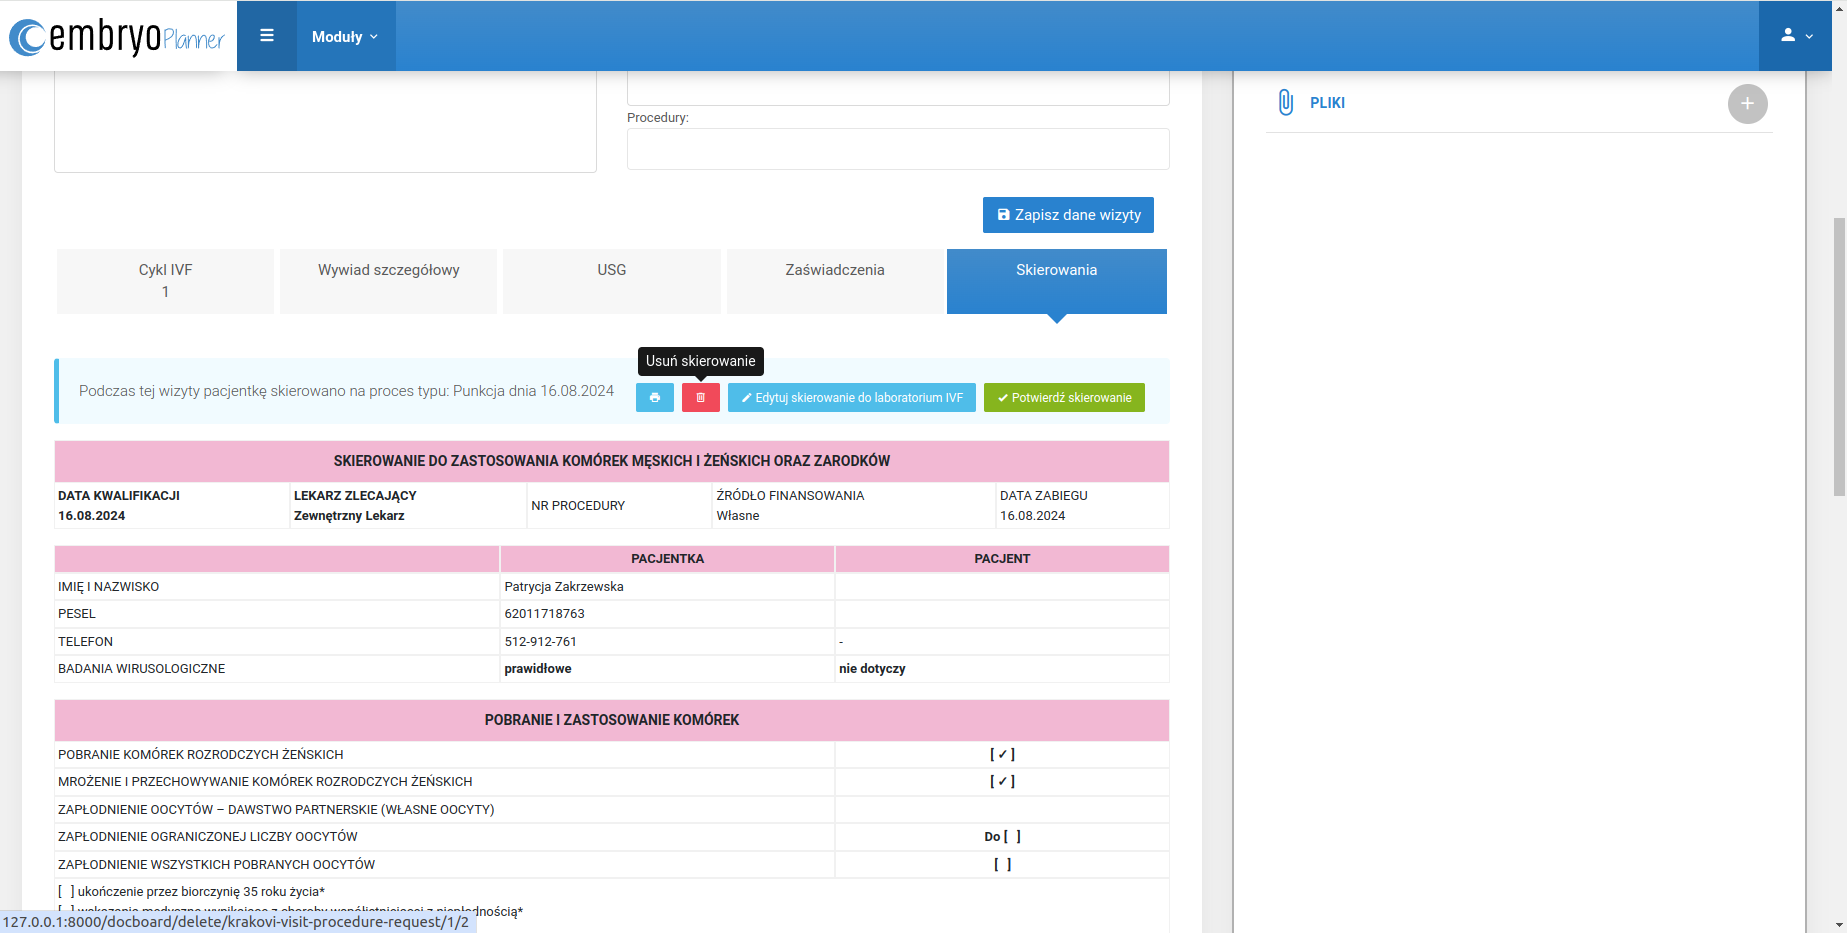 embryoPlanner
Moduły
PLIKI
Procedury:
Zapisz dane wizyty
Cykl IVF
1
Wywiad szczegółowy
USG
Zaświadczenia
Skierowania
Usuń skierowanie
Podczas tej wizyty pacjentkę skierowano na proces typu: Punkcja dnia 16.08.2024
Edytuj skierowanie do laboratorium IVF
Potwierdź skierowanie
SKIEROWANIE DO ZASTOSOWANIA KOMÓREK MĘSKICH I ŻEŃSKICH ORAZ ZARODKÓW
DATA KWALIFIKACJI
16.08.2024
LEKARZ ZLECAJĄCY
Zewnętrzny Lekarz
NR PROCEDURY
ŹRÓDŁO FINANSOWANIA
Własne
DATA ZABIEGU
16.08.2024
PACJENTKA PACJENT
IMIĘ I NAZWISKO Patrycja Zakrzewska
PESEL 62011718763
TELEFON 512-912-761 -
BADANIA WIRUSOLOGICZNE prawidłowe nie dotyczy
POBRANIE I ZASTOSOWANIE KOMÓREK
POBRANIE KOMÓREK ROZRODCZYCH ŻEŃSKICH [ ✓ ]
MROŻENIE I PRZECHOWYWANIE KOMÓREK ROZRODCZYCH ŻEŃSKICH [ ✓ ]
ZAPŁODNIENIE OOCYTÓW – DAWSTWO PARTNERSKIE (WŁASNE OOCYTY)
ZAPŁODNIENIE OGRANICZONEJ LICZBY OOCYTÓW Do [ ]
ZAPŁODNIENIE WSZYSTKICH POBRANYCH OOCYTÓW [ ]
[ ] ukończenie przez biorczynię 35 roku życia*
127.0.0.1:8000/docboard/delete/krakovi-visit-procedure-request/1/2